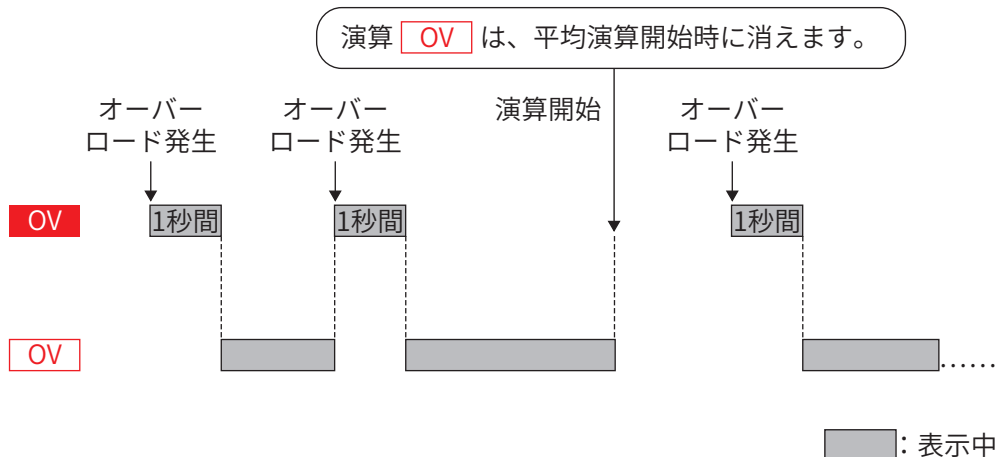 演算 OV は、平均演算開始時に消えます。
オーバー
ロード発生
オーバー
ロード発生
演算開始
オーバー
ロード発生
OV
1秒間
1秒間
1秒間
OV
……
：表示中